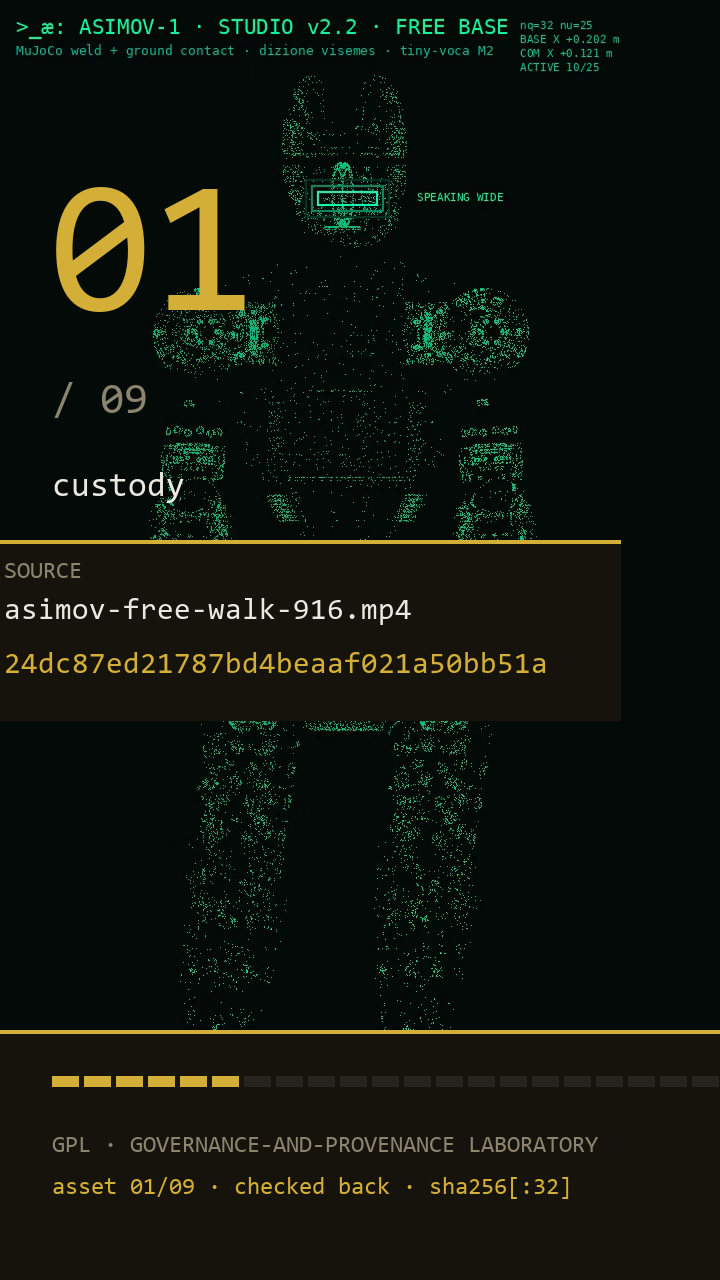 >_æ: ASIMOV-1 · STUDIO v2.2 · FREE BASE
MuJoCo weld + ground contact · dizione visemes · tiny-voca M2
nq=32 nu=25
BASE X +0.202 m
COM X +0.121 m
ACTIVE 10/25
SPEAKING WIDE
01
/ 09
custody
SOURCE
asimov-free-walk-916.mp4
24dc87ed21787bd4beaaf021a50bb51a
GPL · GOVERNANCE-AND-PROVENANCE LABORATORY
asset 01/09 · checked back · sha256[:32]